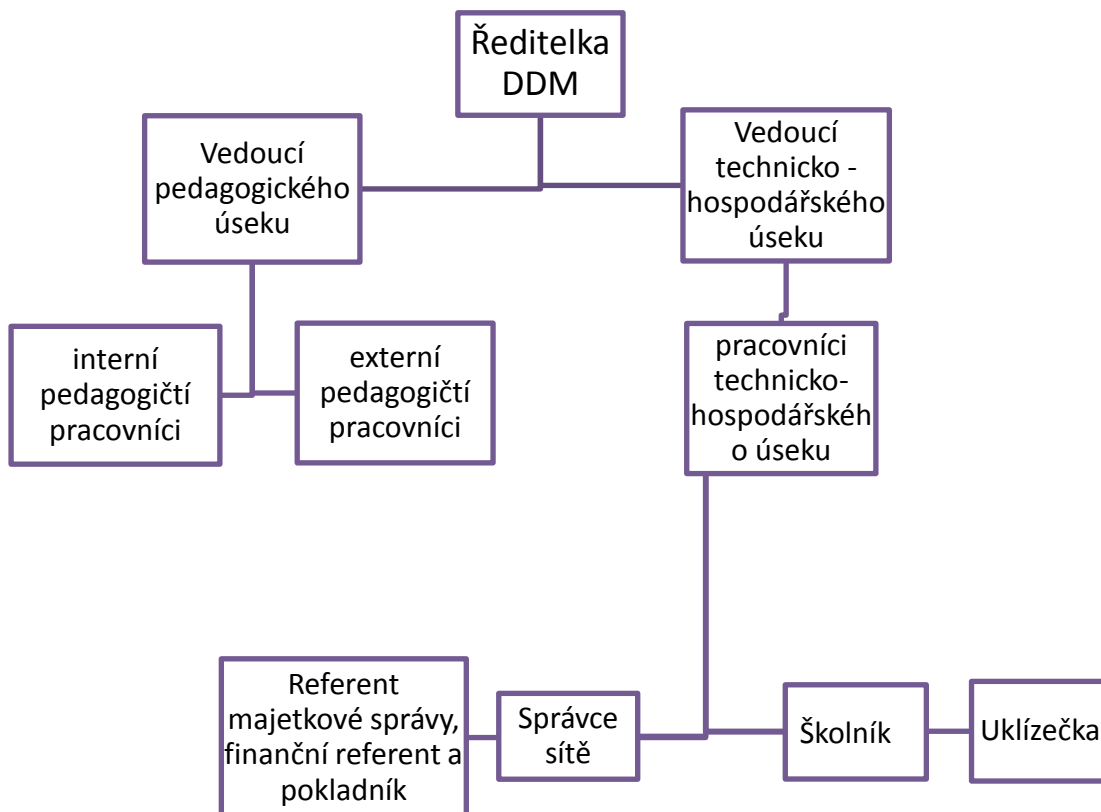 Ředitelka
DDM
Vedoucí
pedagogického
úseku
Vedoucí
technicko -
hospodářského
úseku
interní
pedagogičtí
pracovníci
externí
pedagogičtí
pracovníci
pracovníci
technicko-
hospodářskéh
o úseku
Referent
majetkové správy,
finanční referent a
pokladník
Správce
sítě
Školník
Uklízečka